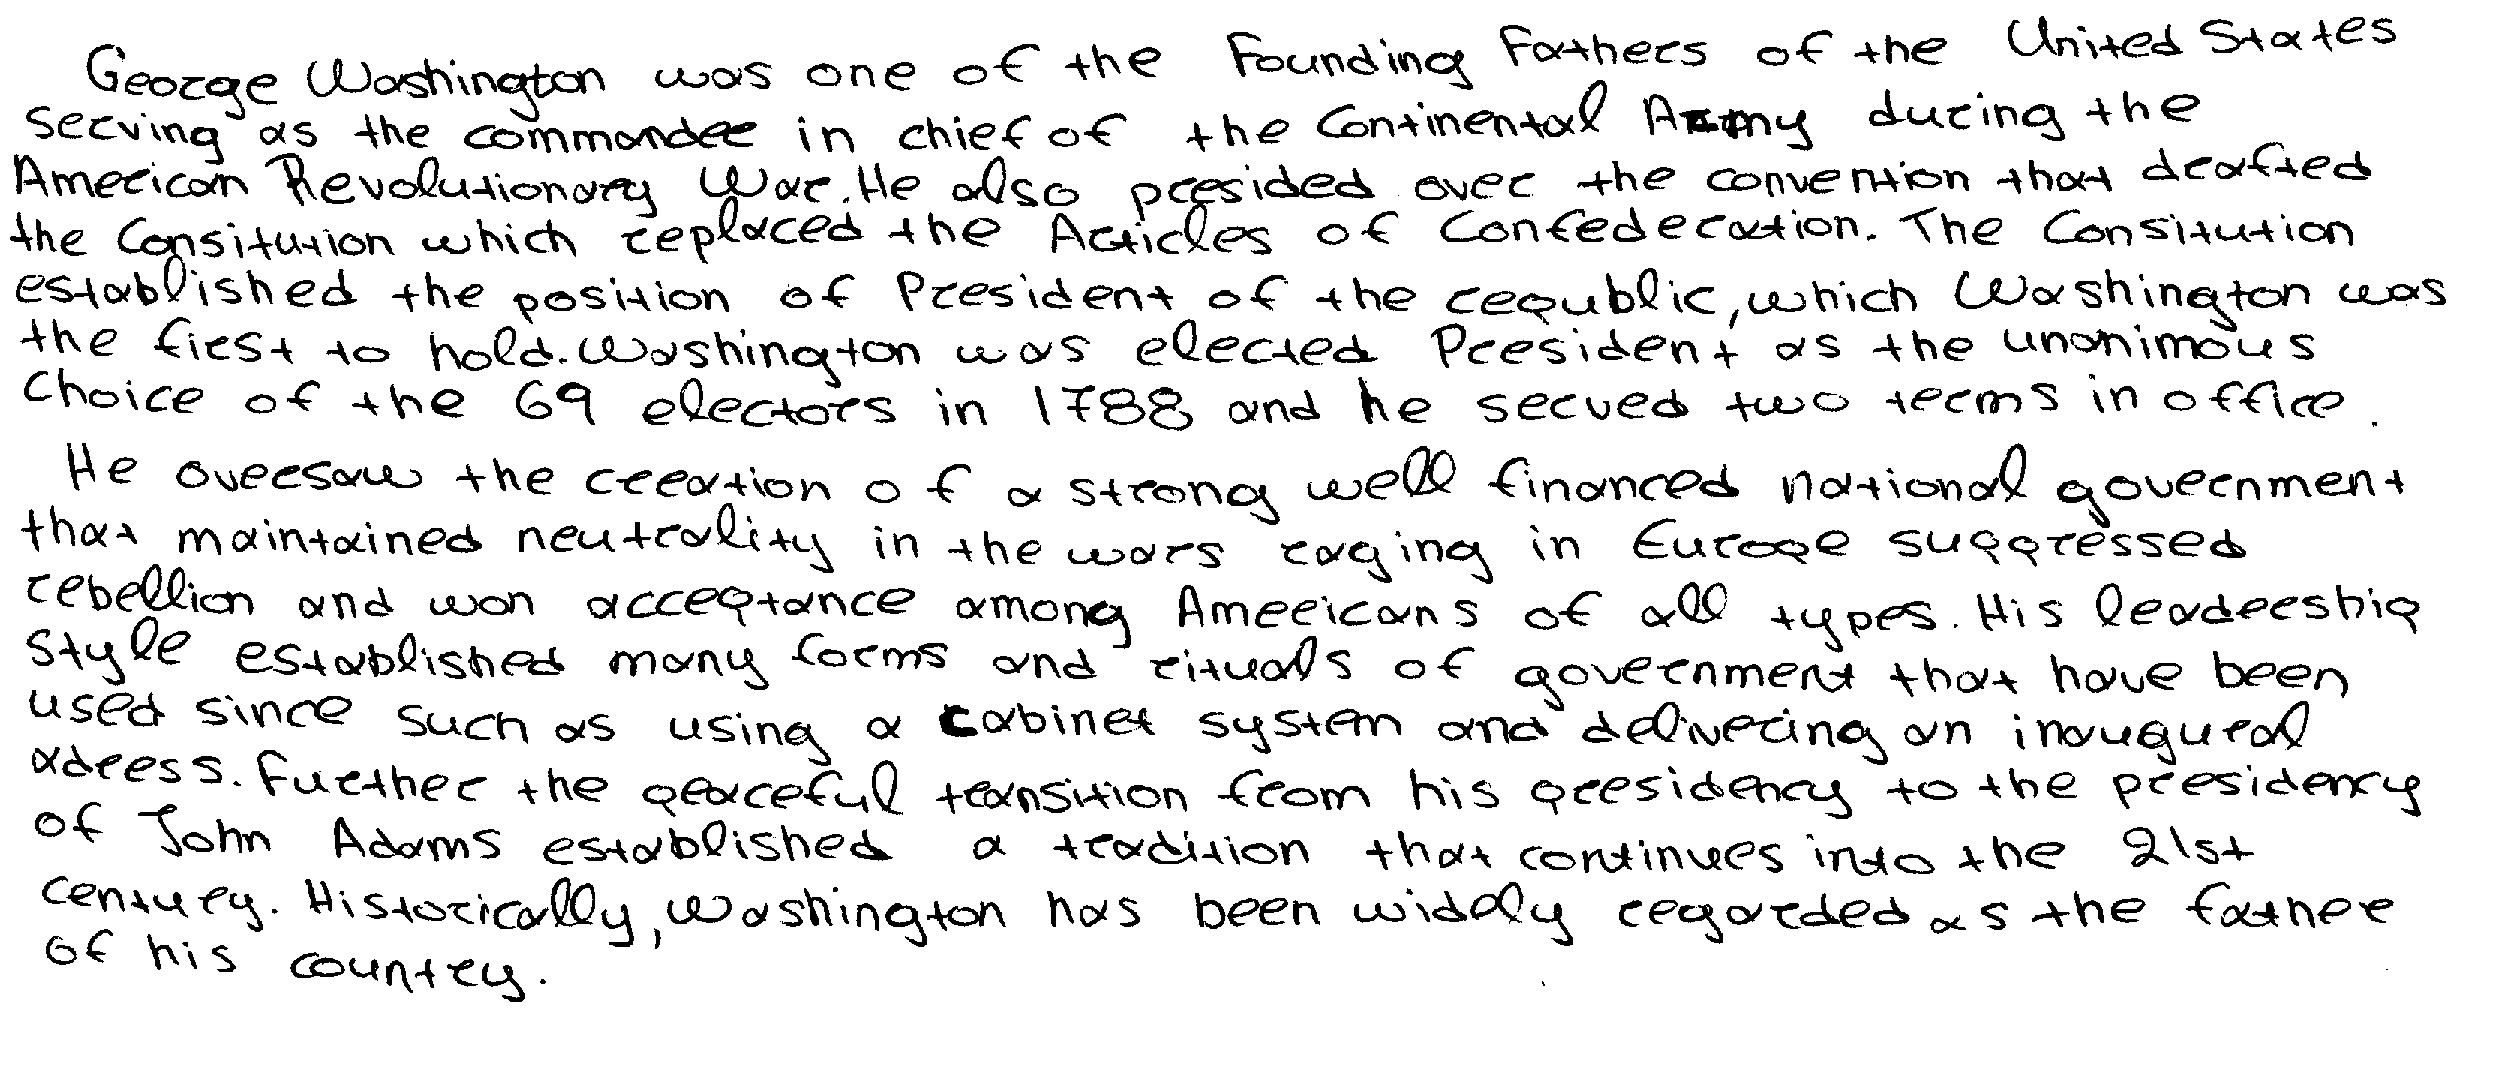 George Washington was one of the Founding Fathers of the United States
serving as the commander in chief of the Continental Army during the
American Revolutionary War. He also presided over the convention that drafted
the Consitution which replaced the Articles of Confederation. The Consitution
established the position of President of the republic, which Washington was
the first to hold. Washington was elected President as the unanimous
choice of the 69 electors in 1788 and he served two terms in office.
He oversaw the creation of a strong well financed national government
that maintained neutrality in the wars raging in Europe suppressed
rebellion and won acceptance among Americans of all types. His leadership
style established many forms and rituals of government that have been
used since such as using a cabinet system and delivering an inaugural
adress. Further the peaceful transition from his presidency to the presidency
of John Adams established a tradition that continues into the 21st
century. Historically, Washington has been widely regarded as the father
of his country.